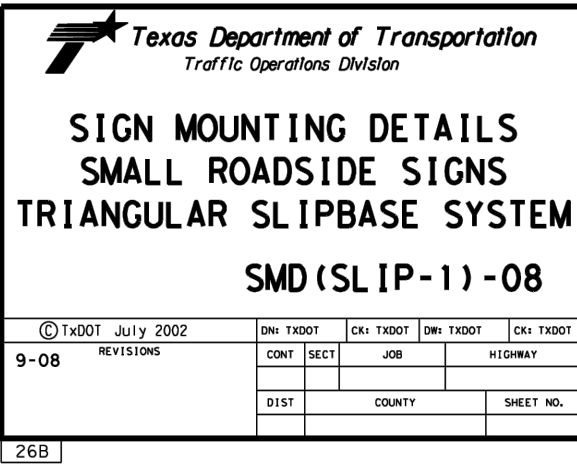 Texas Department of Transportation
Traffic Operations Division
SIGN MOUNTING DETAILS
SMALL ROADSIDE SIGNS
TRIANGULAR SLIPBASE SYSTEM
SMD(SLIP-1)-08
© TxDOT July 2002 DN: TXDOT CK: TXDOT DW: TXDOT CK: TXDOT
9-08 REVISIONS CONT SECT JOB HIGHWAY
DIST COUNTY SHEET NO.
26B